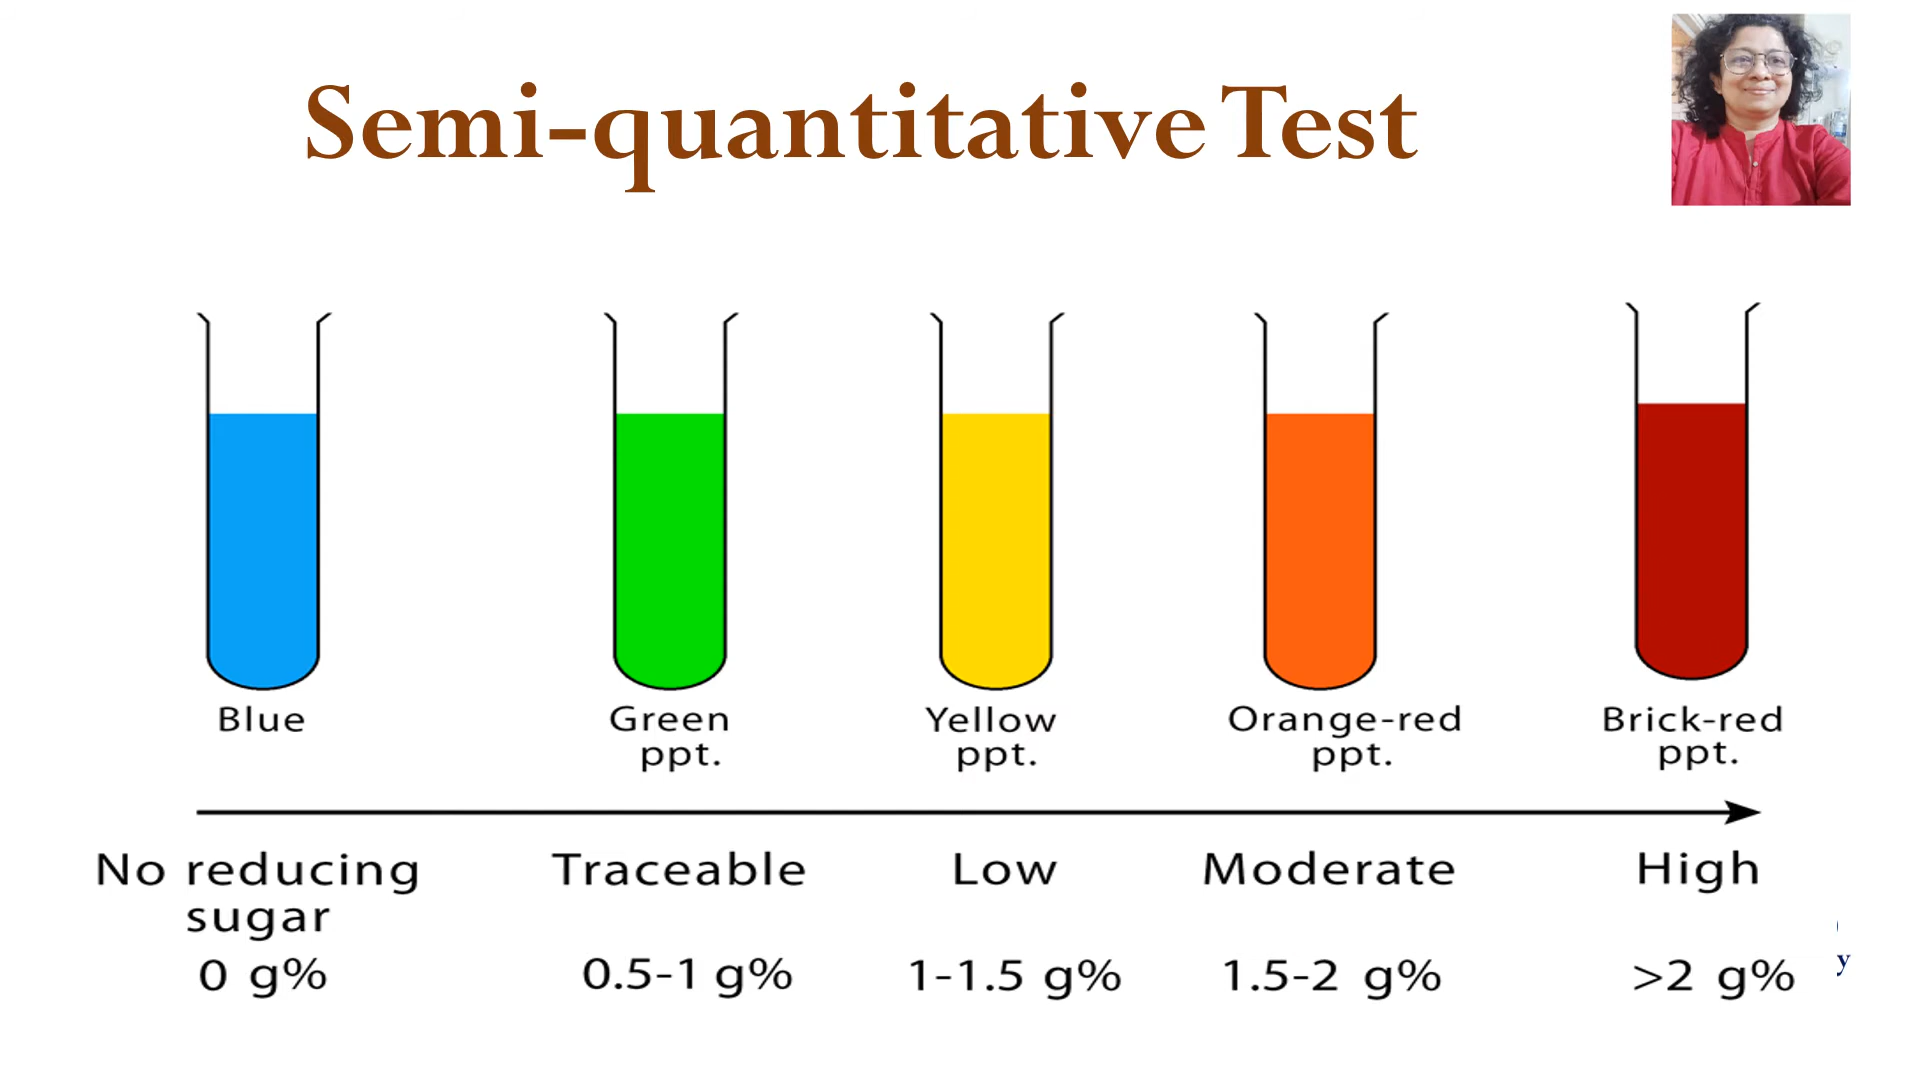 Semi-quantitative Test
Blue
Green
ppt.
Yellow
ppt.
Orange-red
ppt.
Brick-red
ppt.
No reducing
sugar
Traceable
Low
Moderate
High
0 g%
0.5-1 g%
1-1.5 g%
1.5-2 g%
>2 g%
y